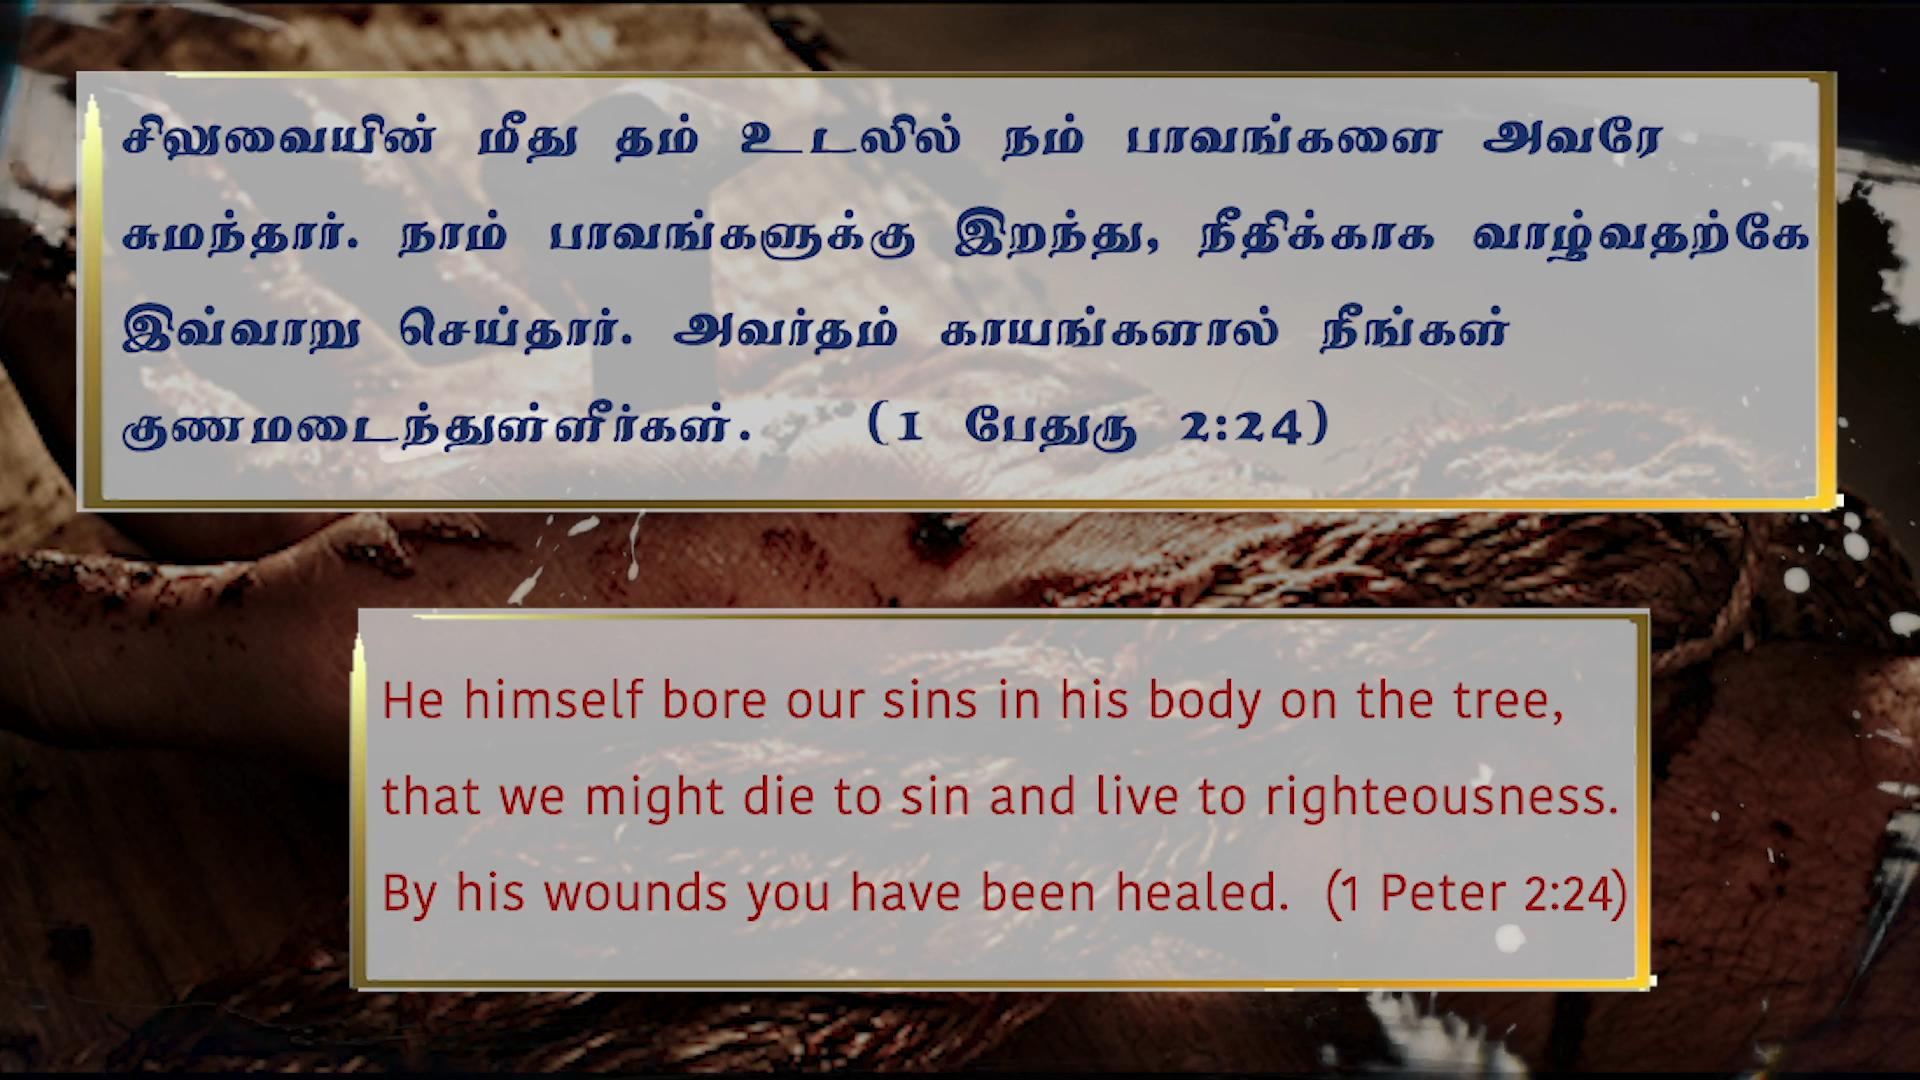 சிலுவையின் மீது தம் உடலில் நம் பாவங்களை அவரே
சுமந்தார். நாம் பாவங்களுக்கு இறந்து, நீதிக்காக வாழ்வதற்கே
இவ்வாறு செய்தார். அவர்தம் காயங்களால் நீங்கள்
குணமடைந்துள்ளீர்கள். (1 பேதுரு 2:24)
He himself bore our sins in his body on the tree,
that we might die to sin and live to righteousness.
By his wounds you have been healed. (1 Peter 2:24)